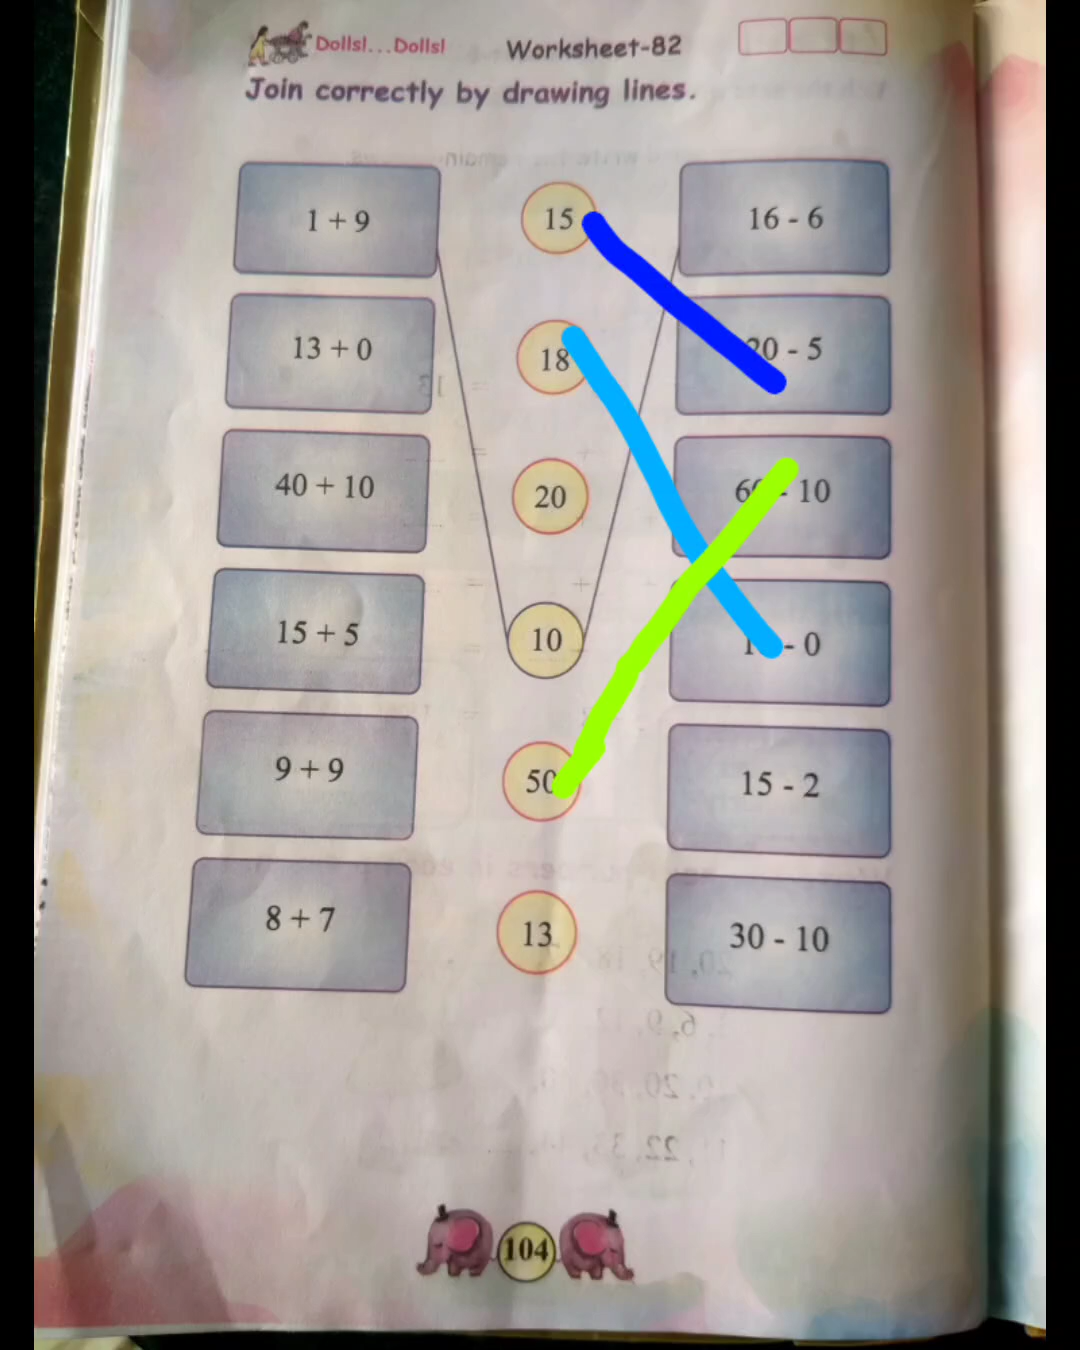 Dolls!...Dolls! Worksheet-82
Join correctly by drawing lines.
1 + 9 15 16 - 6
13 + 0 18 20 - 5
40 + 10 20 10
15 + 5 10 - 0
9 + 9 50 15 - 2
8 + 7 13 30 - 10
104